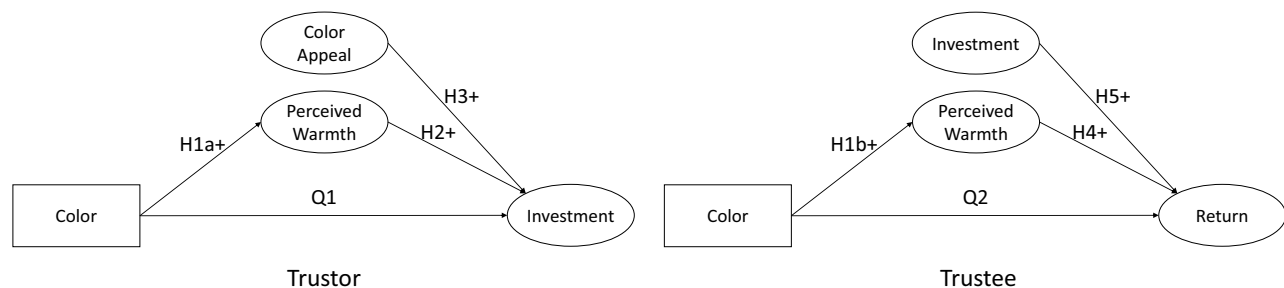 Color
Appeal
H3+
Perceived
Warmth
H1a+
H2+
Color
Q1
Investment
Trustor
Investment
H5+
Perceived
Warmth
H1b+
H4+
Color
Q2
Return
Trustee